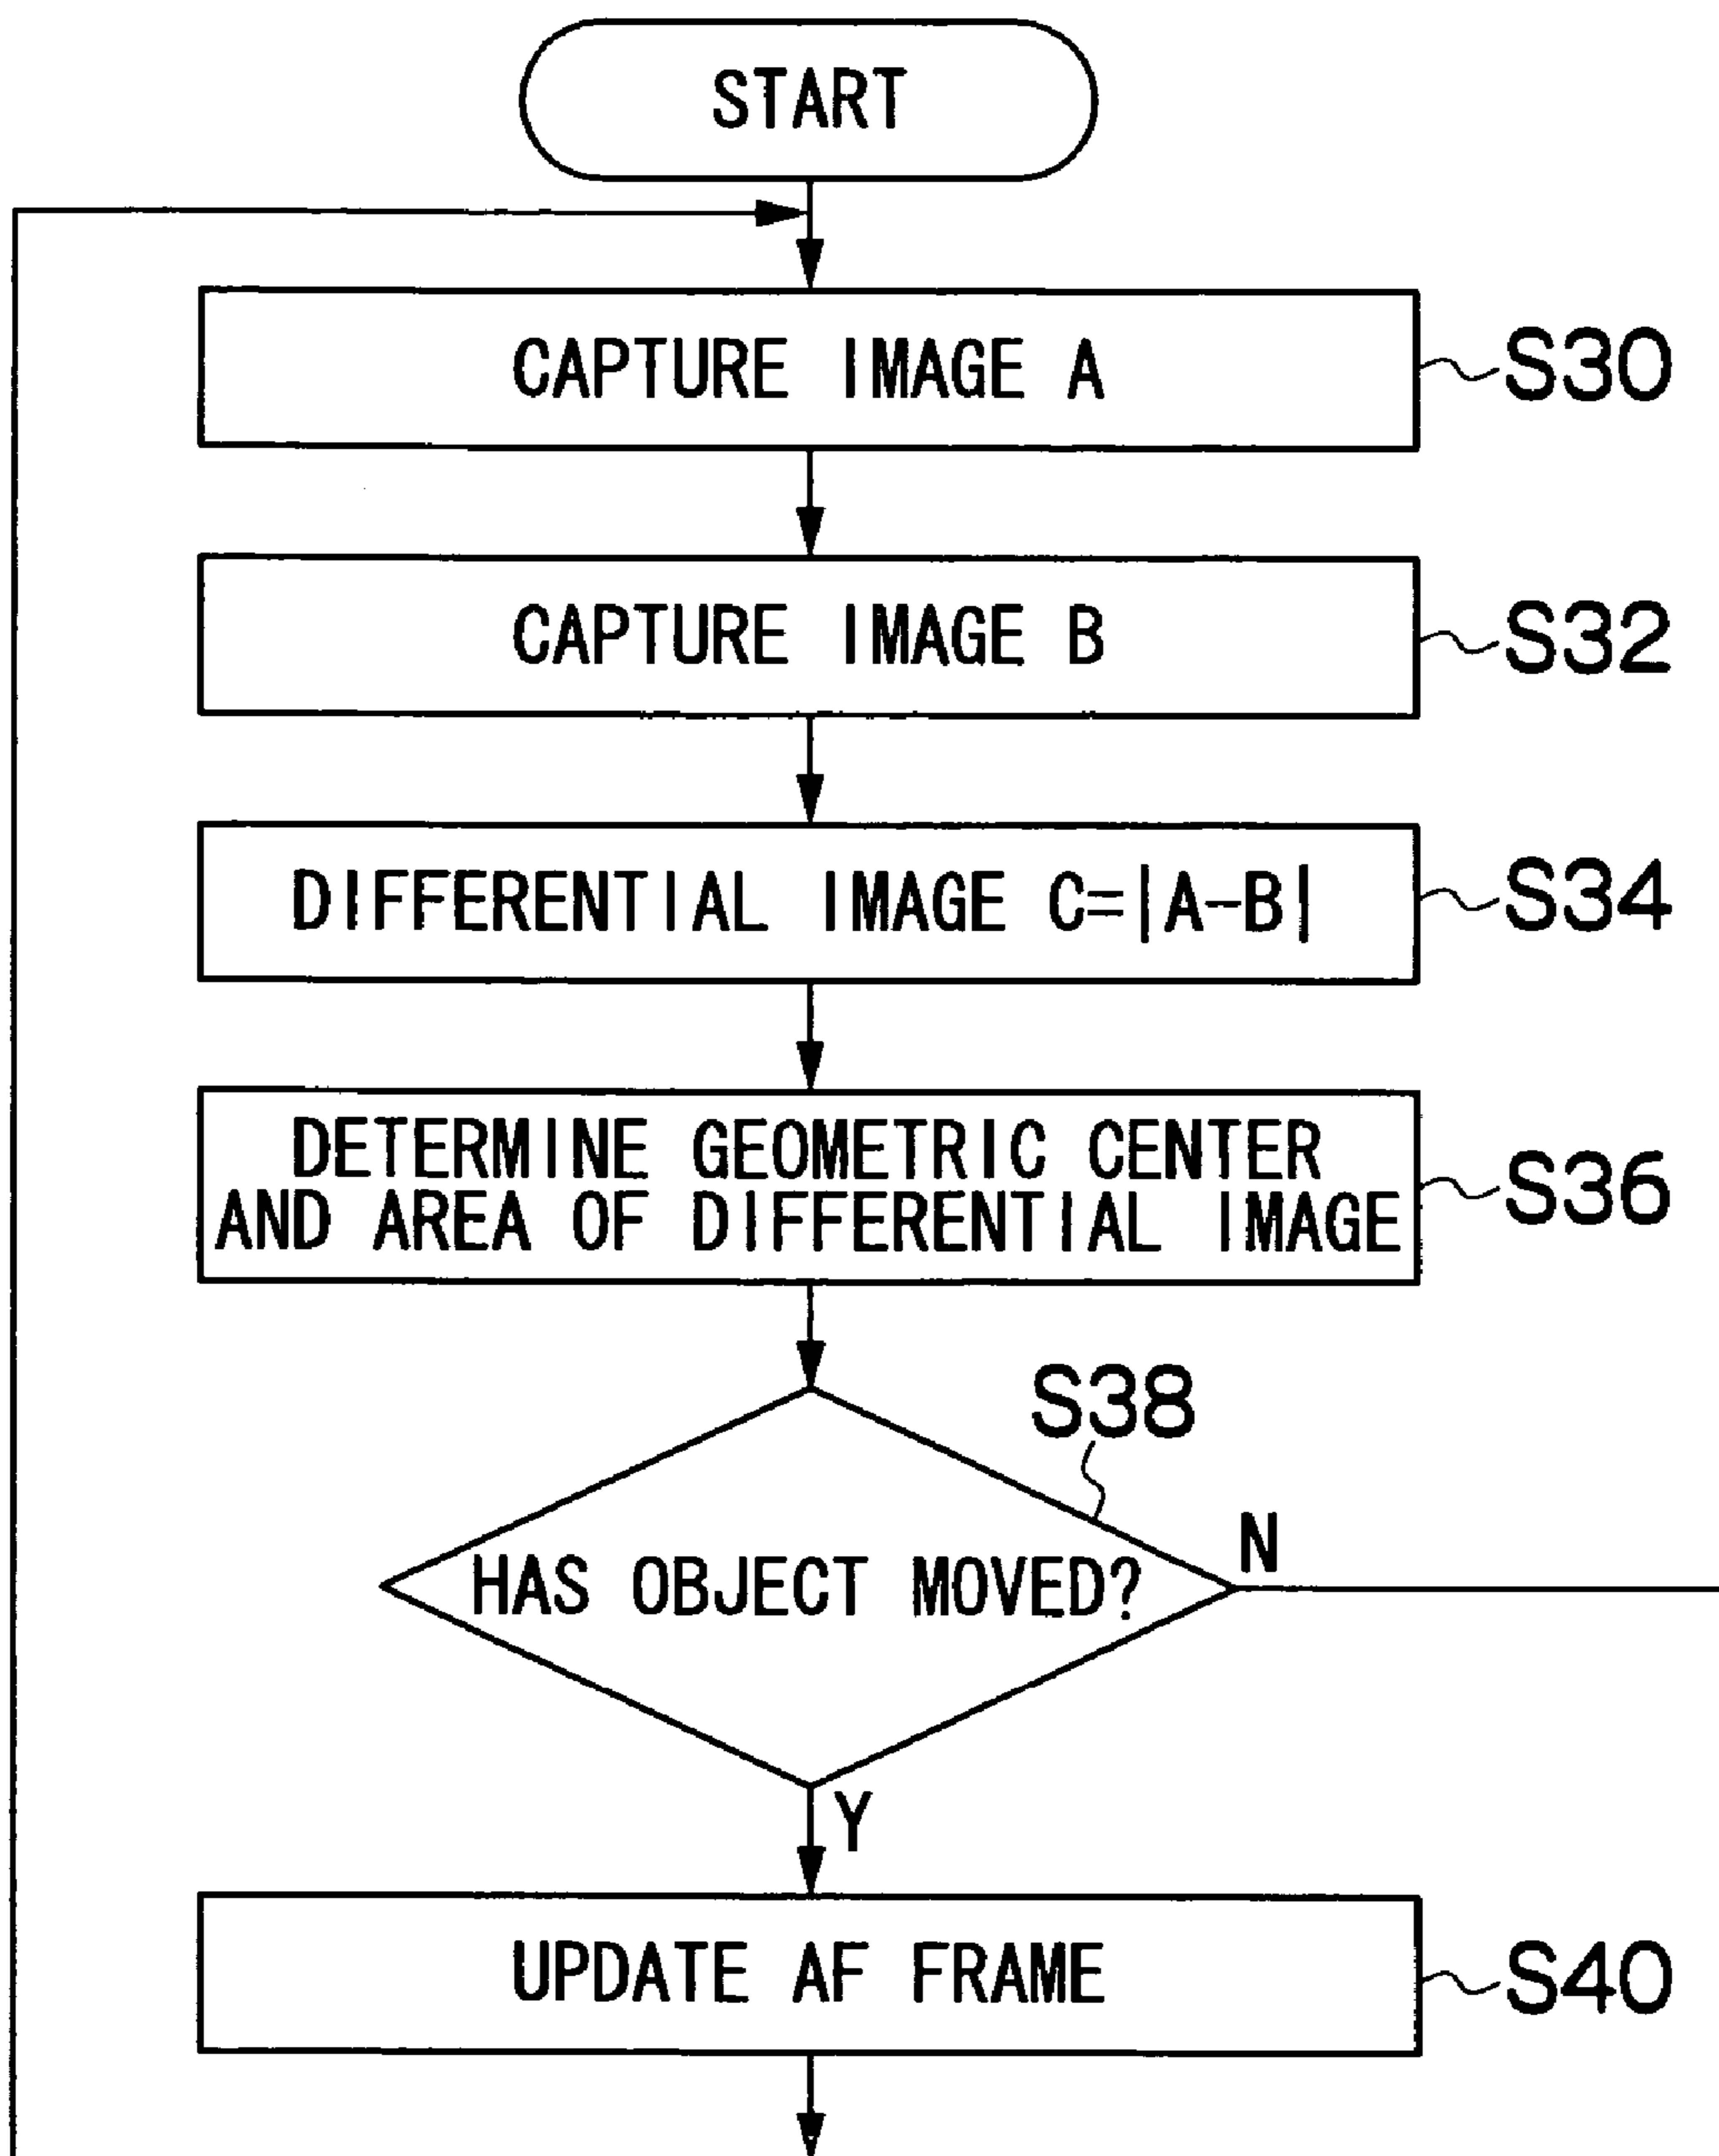 START
CAPTURE IMAGE A
S30
CAPTURE IMAGE B
S32
DIFFERENTIAL IMAGE C=|A-B|
S34
DETERMINE GEOMETRIC CENTER
AND AREA OF DIFFERENTIAL IMAGE
S36
S38
HAS OBJECT MOVED?
N
Y
UPDATE AF FRAME
S40